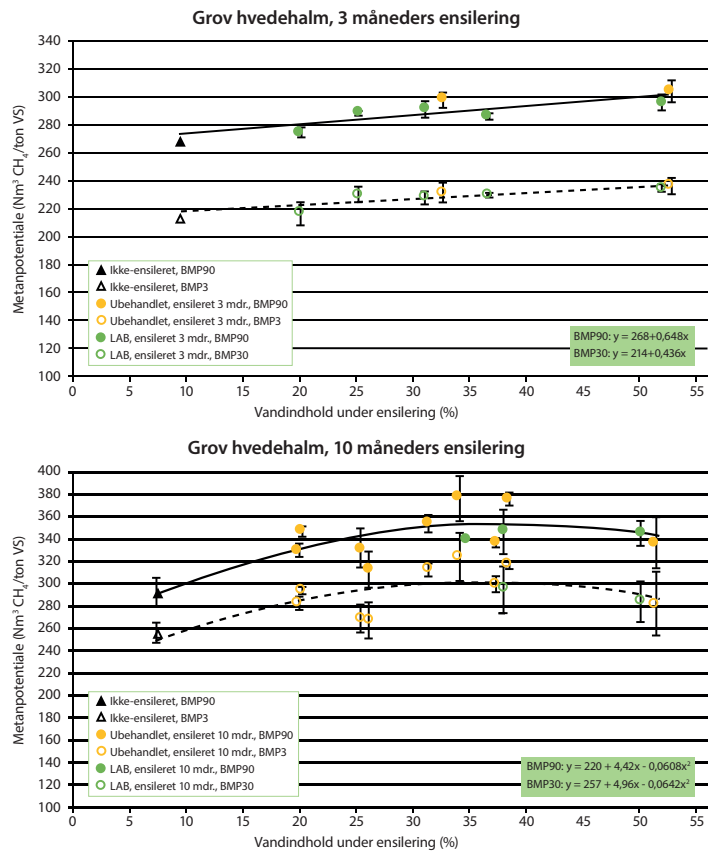 Grov hvedehalm, 3 måneders ensilering
Metanpotentiale (Nm³ CH₄/ton VS)
340
320
300
280
260
240
220
200
180
160
140
120
100
▲ Ikke-ensileret, BMP90
△ Ikke-ensileret, BMP3
Ubehandlet, ensileret 3 mdr., BMP90
Ubehandlet, ensileret 3 mdr., BMP3
LAB, ensileret 3 mdr., BMP90
LAB, ensileret 3 mdr., BMP30
BMP90: y = 268+0,648x
BMP30: y = 214+0,436x
0 5 10 15 20 25 30 35 40 45 50 55
Vandindhold under ensilering (%)
Grov hvedehalm, 10 måneders ensilering
Metanpotentiale (Nm³ CH₄/ton VS)
400
380
360
340
320
300
280
260
240
220
200
180
160
140
120
100
▲ Ikke-ensileret, BMP90
△ Ikke-ensileret, BMP3
Ubehandlet, ensileret 10 mdr., BMP90
Ubehandlet, ensileret 10 mdr., BMP3
LAB, ensileret 10 mdr., BMP90
LAB, ensileret 10 mdr., BMP30
BMP90: y = 220 + 4,42x - 0,0608x²
BMP30: y = 257 + 4,96x - 0,0642x²
0 5 10 15 20 25 30 35 40 45 50 55
Vandindhold under ensilering (%)